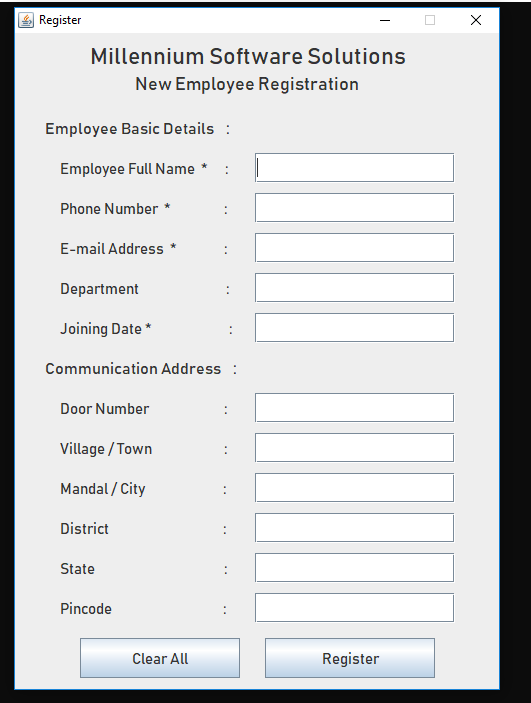 Register
Millennium Software Solutions
New Employee Registration
Employee Basic Details :
Employee Full Name * :
Phone Number * :
E-mail Address * :
Department :
Joining Date * :
Communication Address :
Door Number :
Village / Town :
Mandal / City :
District :
State :
Pincode :
Clear All Register